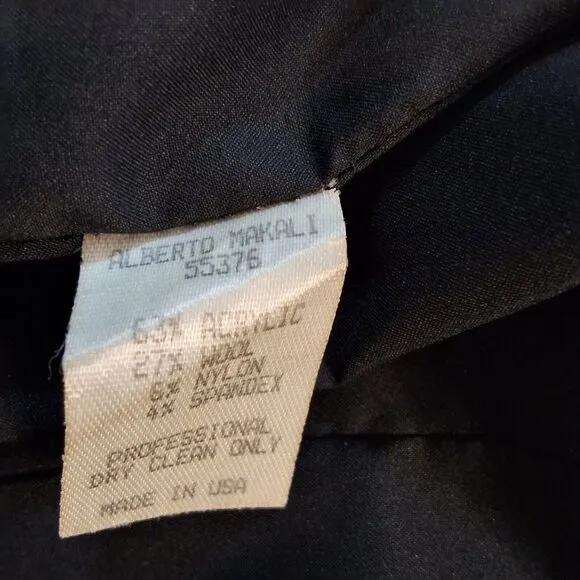 ALBERTO MAKALI
55376
63% ACRYLIC
27% WOOL
6% NYLON
4% SPANDEX
PROFESSIONAL
DRY CLEAN ONLY
MADE IN USA